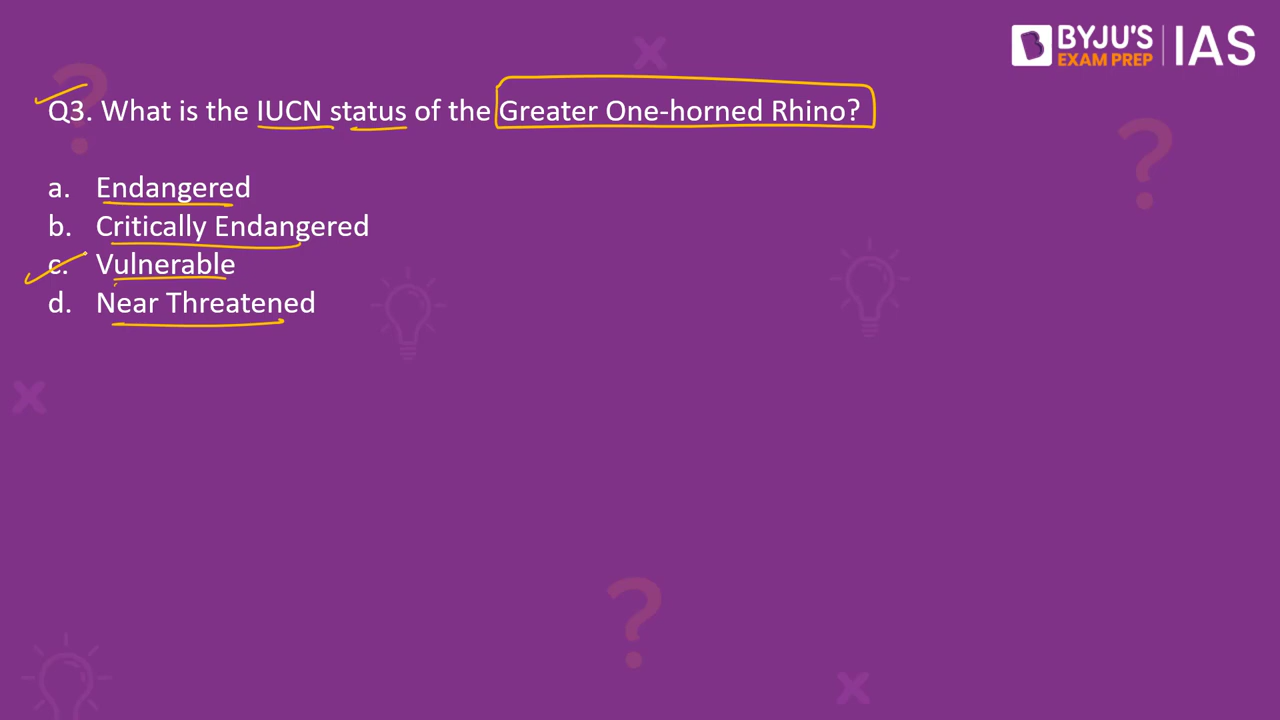 BYJU'S
EXAM PREP
IAS
Q3. What is the IUCN status of the Greater One-horned Rhino?
a. Endangered
b. Critically Endangered
c. Vulnerable
d. Near Threatened